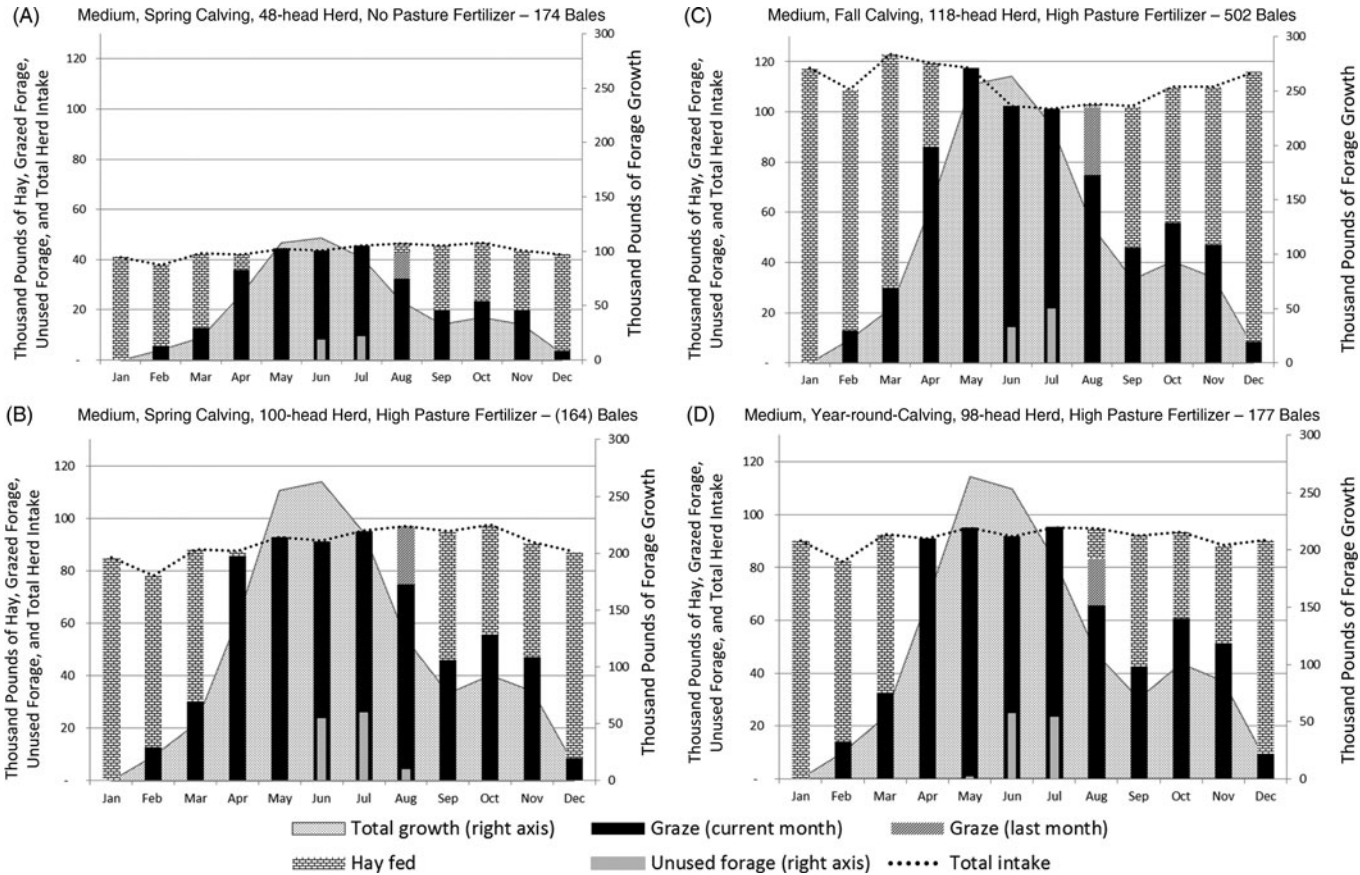 (A) Medium, Spring Calving, 48-head Herd, No Pasture Fertilizer – 174 Bales
Thousand Pounds of Hay, Grazed Forage,
Unused Forage, and Total Herd Intake
120
100
80
60
40
20
-
300
250
200
150
100
50
0
Thousand Pounds of Forage Growth
Jan Feb Mar Apr May Jun Jul Aug Sep Oct Nov Dec
(C) Medium, Fall Calving, 118-head Herd, High Pasture Fertilizer – 502 Bales
Thousand Pounds of Hay, Grazed Forage,
Unused Forage, and Total Herd Intake
120
100
80
60
40
20
-
300
250
200
150
100
50
0
Thousand Pounds of Forage Growth
Jan Feb Mar Apr May Jun Jul Aug Sep Oct Nov Dec
(B) Medium, Spring Calving, 100-head Herd, High Pasture Fertilizer – (164) Bales
Thousand Pounds of Hay, Grazed Forage,
Unused Forage, and Total Herd Intake
120
100
80
60
40
20
-
300
250
200
150
100
50
0
Thousand Pounds of Forage Growth
Jan Feb Mar Apr May Jun Jul Aug Sep Oct Nov Dec
(D) Medium, Year-round-Calving, 98-head Herd, High Pasture Fertilizer – 177 Bales
Thousand Pounds of Hay, Grazed Forage,
Unused Forage, and Total Herd Intake
120
100
80
60
40
20
-
300
250
200
150
100
50
0
Thousand Pounds of Forage Growth
Jan Feb Mar Apr May Jun Jul Aug Sep Oct Nov Dec
Total growth (right axis) Graze (current month) Graze (last month)
Hay fed Unused forage (right axis) Total intake